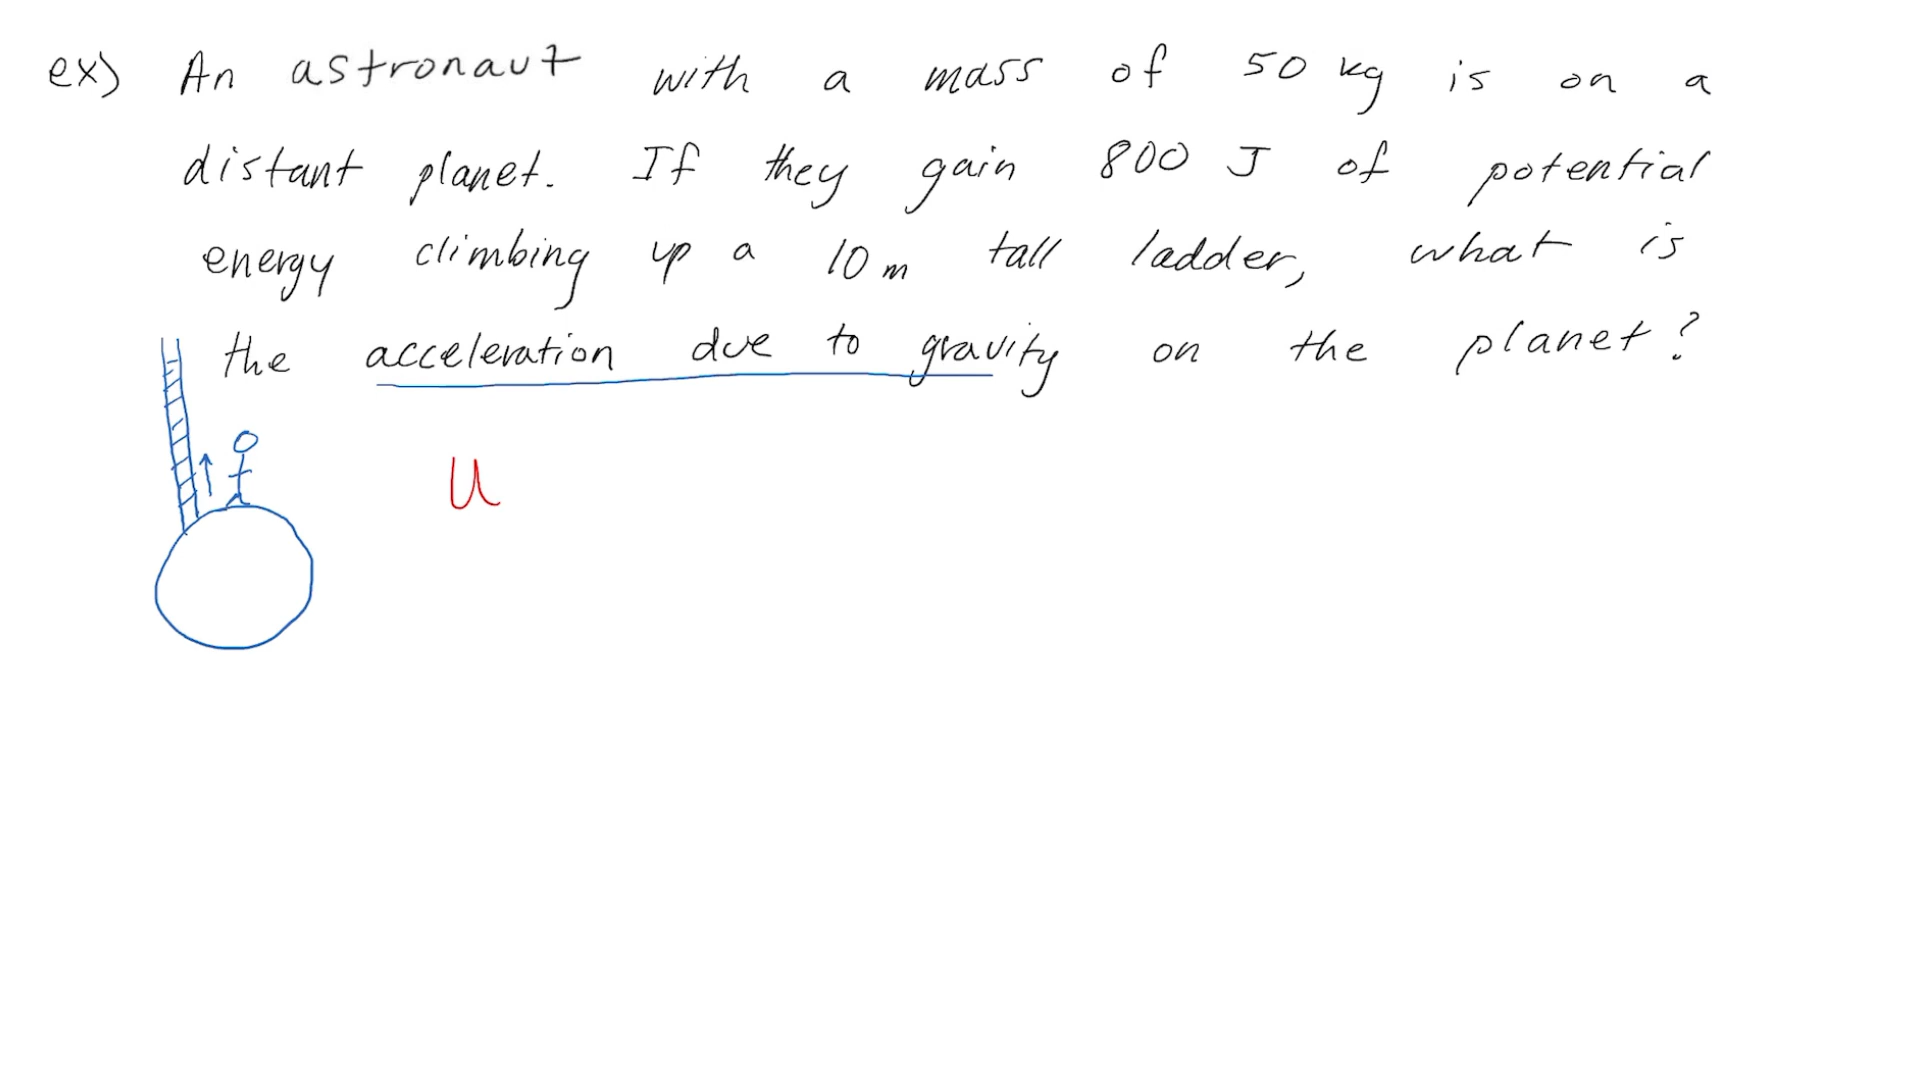 ex) An astronaut with a mass of 50 kg is on a
distant planet. If they gain 800 J of potential
energy climbing up a 10 m tall ladder, what is
the acceleration due to gravity on the planet?
U